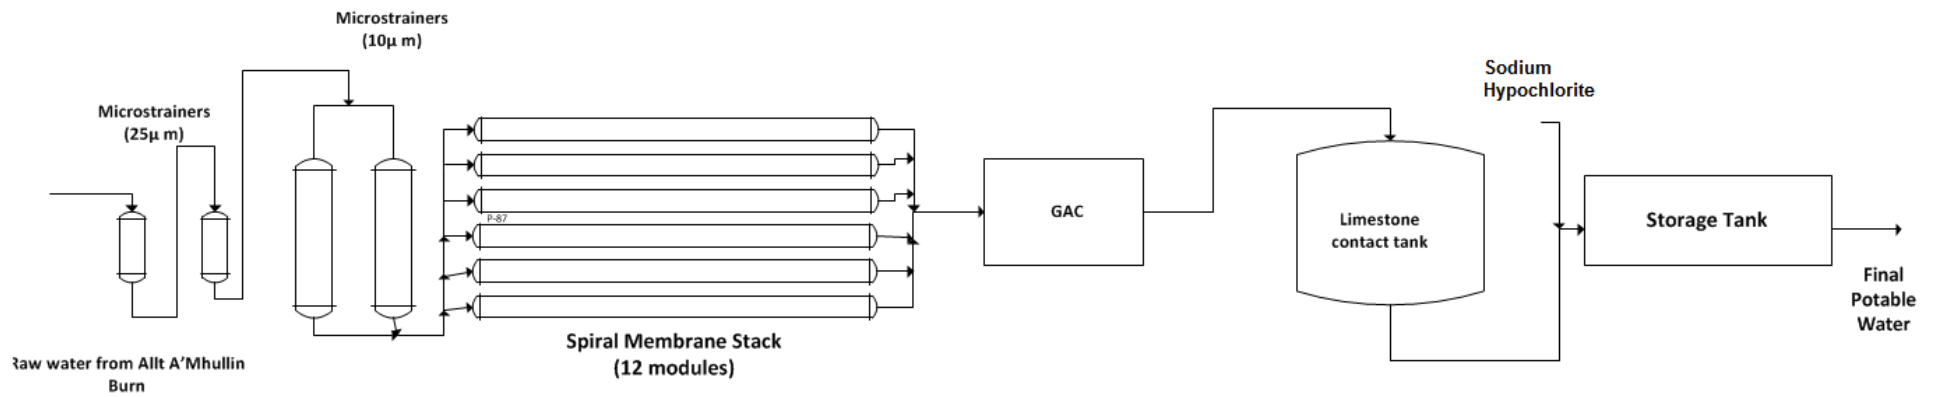 Microstrainers
(10µ m)
Microstrainers
(25µ m)
Sodium
Hypochlorite
P-87
GAC
Limestone
contact tank
Storage Tank
Final
Potable
Water
Spiral Membrane Stack
(12 modules)
Raw water from Allt A’Mhullin
Burn